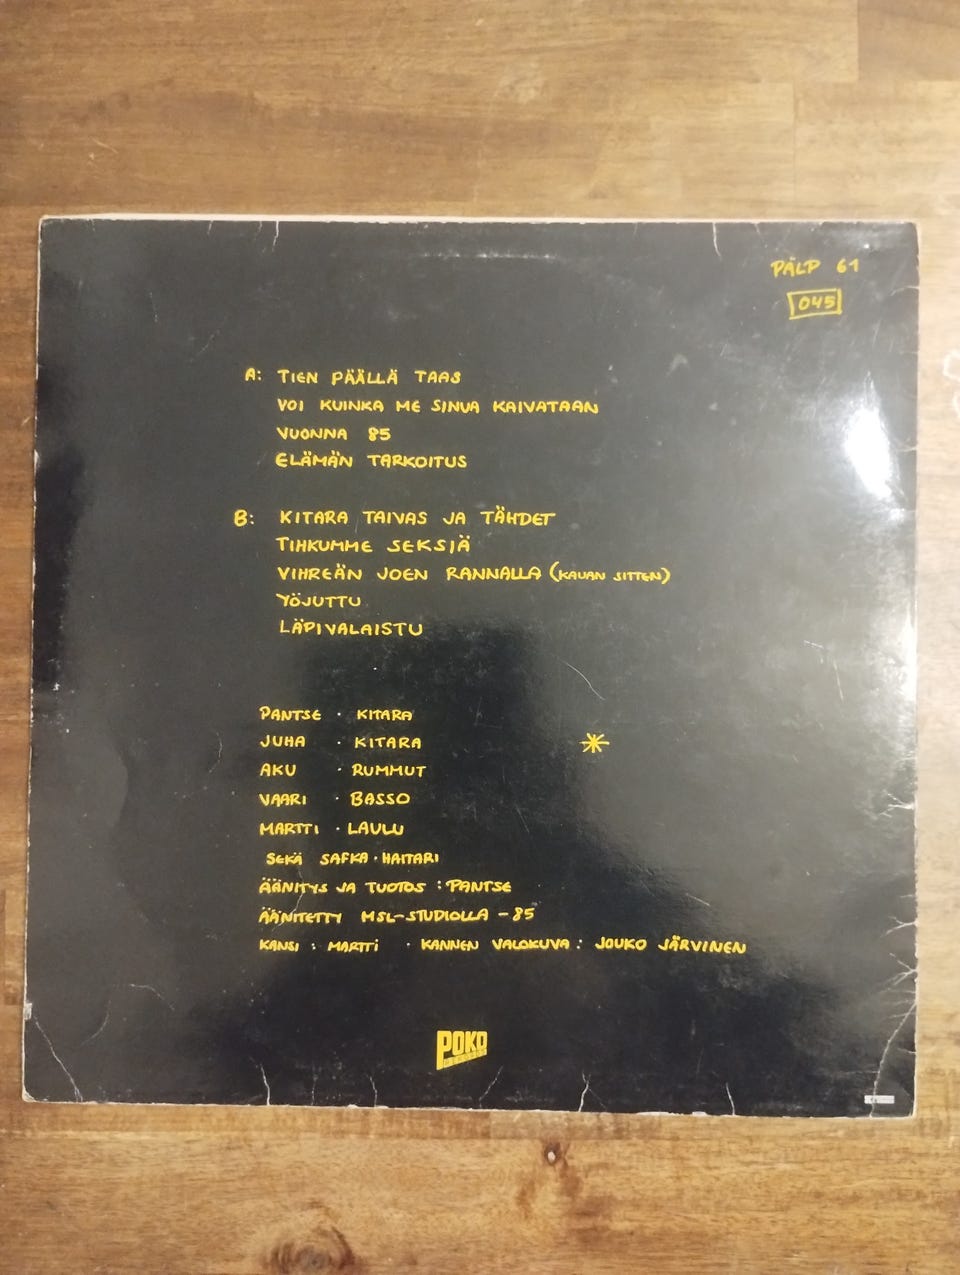 PÄLP 61
045
A: TIEN PÄÄLLÄ TAAS
VOI KUINKA ME SINUA KAIVATAAN
VUONNA 85
ELÄMÄN TARKOITUS
B: KITARA TAIVAS JA TÄHDET
TIHKUMME SEKSIÄ
VIHREÄN JOEN RANNALLA (KAUAN SITTEN)
YÖJUTTU
LÄPIVALAISTU
PANTSE · KITARA
JUHA · KITARA *
AKU · RUMMUT
VAARI · BASSO
MARTTI · LAULU
SEKÄ SAFKA · HAITARI
ÄÄNITYS JA TUOTOS : PANTSE
ÄÄNITETTY MSL-STUDIOLLA - 85
KANSI : MARTTI · KANNEN VALOKUVA : JOUKO JÄRVINEN
POKO
RECORDS